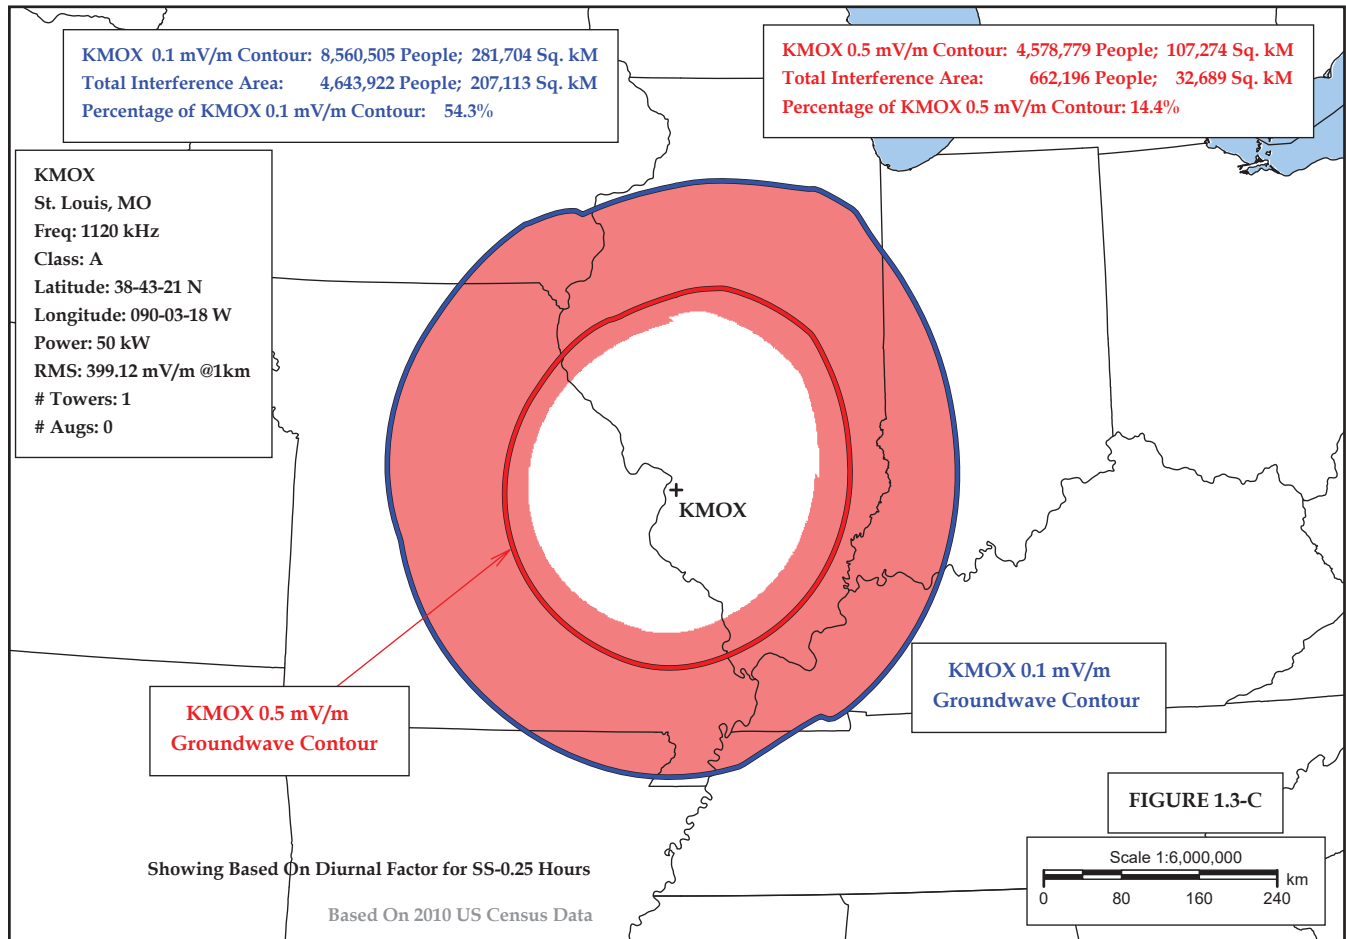 KMOX 0.1 mV/m Contour: 8,560,505 People; 281,704 Sq. kM
Total Interference Area: 4,643,922 People; 207,113 Sq. kM
Percentage of KMOX 0.1 mV/m Contour: 54.3%
KMOX 0.5 mV/m Contour: 4,578,779 People; 107,274 Sq. kM
Total Interference Area: 662,196 People; 32,689 Sq. kM
Percentage of KMOX 0.5 mV/m Contour: 14.4%
KMOX
St. Louis, MO
Freq: 1120 kHz
Class: A
Latitude: 38-43-21 N
Longitude: 090-03-18 W
Power: 50 kW
RMS: 399.12 mV/m @1km
# Towers: 1
# Augs: 0
KMOX
KMOX 0.1 mV/m
Groundwave Contour
KMOX 0.5 mV/m
Groundwave Contour
FIGURE 1.3-C
Showing Based On Diurnal Factor for SS-0.25 Hours
Based On 2010 US Census Data
Scale 1:6,000,000
km
0 80 160 240